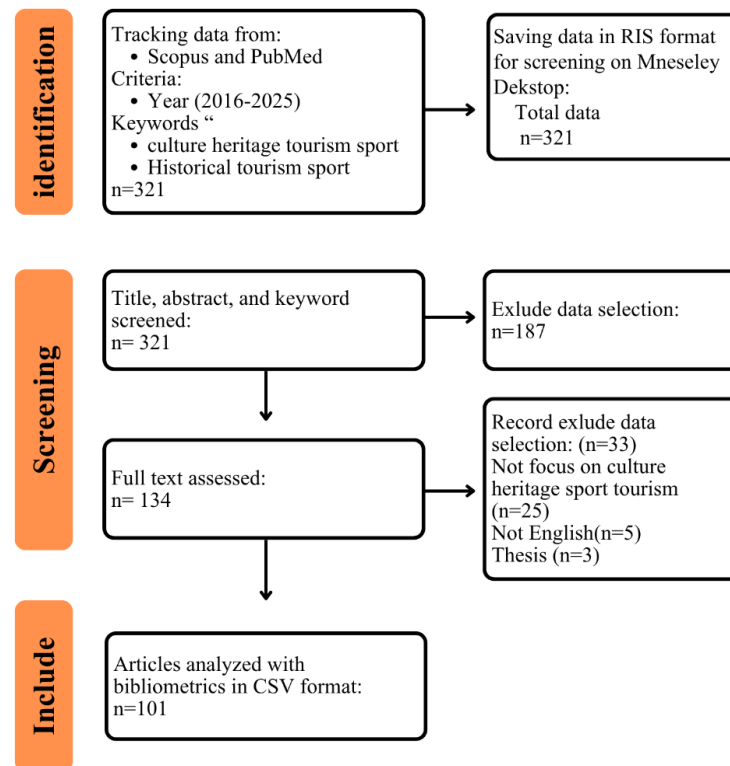 identification
Tracking data from:
• Scopus and PubMed
Criteria:
• Year (2016-2025)
Keywords “
• culture heritage tourism sport
• Historical tourism sport
n=321
Saving data in RIS format
for screening on Mneseley
Dekstop:
Total data
n=321
Screening
Title, abstract, and keyword
screened:
n= 321
Exlude data selection:
n=187
Full text assessed:
n= 134
Record exlude data
selection: (n=33)
Not focus on culture
heritage sport tourism
(n=25)
Not English(n=5)
Thesis (n=3)
Include
Articles analyzed with
bibliometrics in CSV format:
n=101